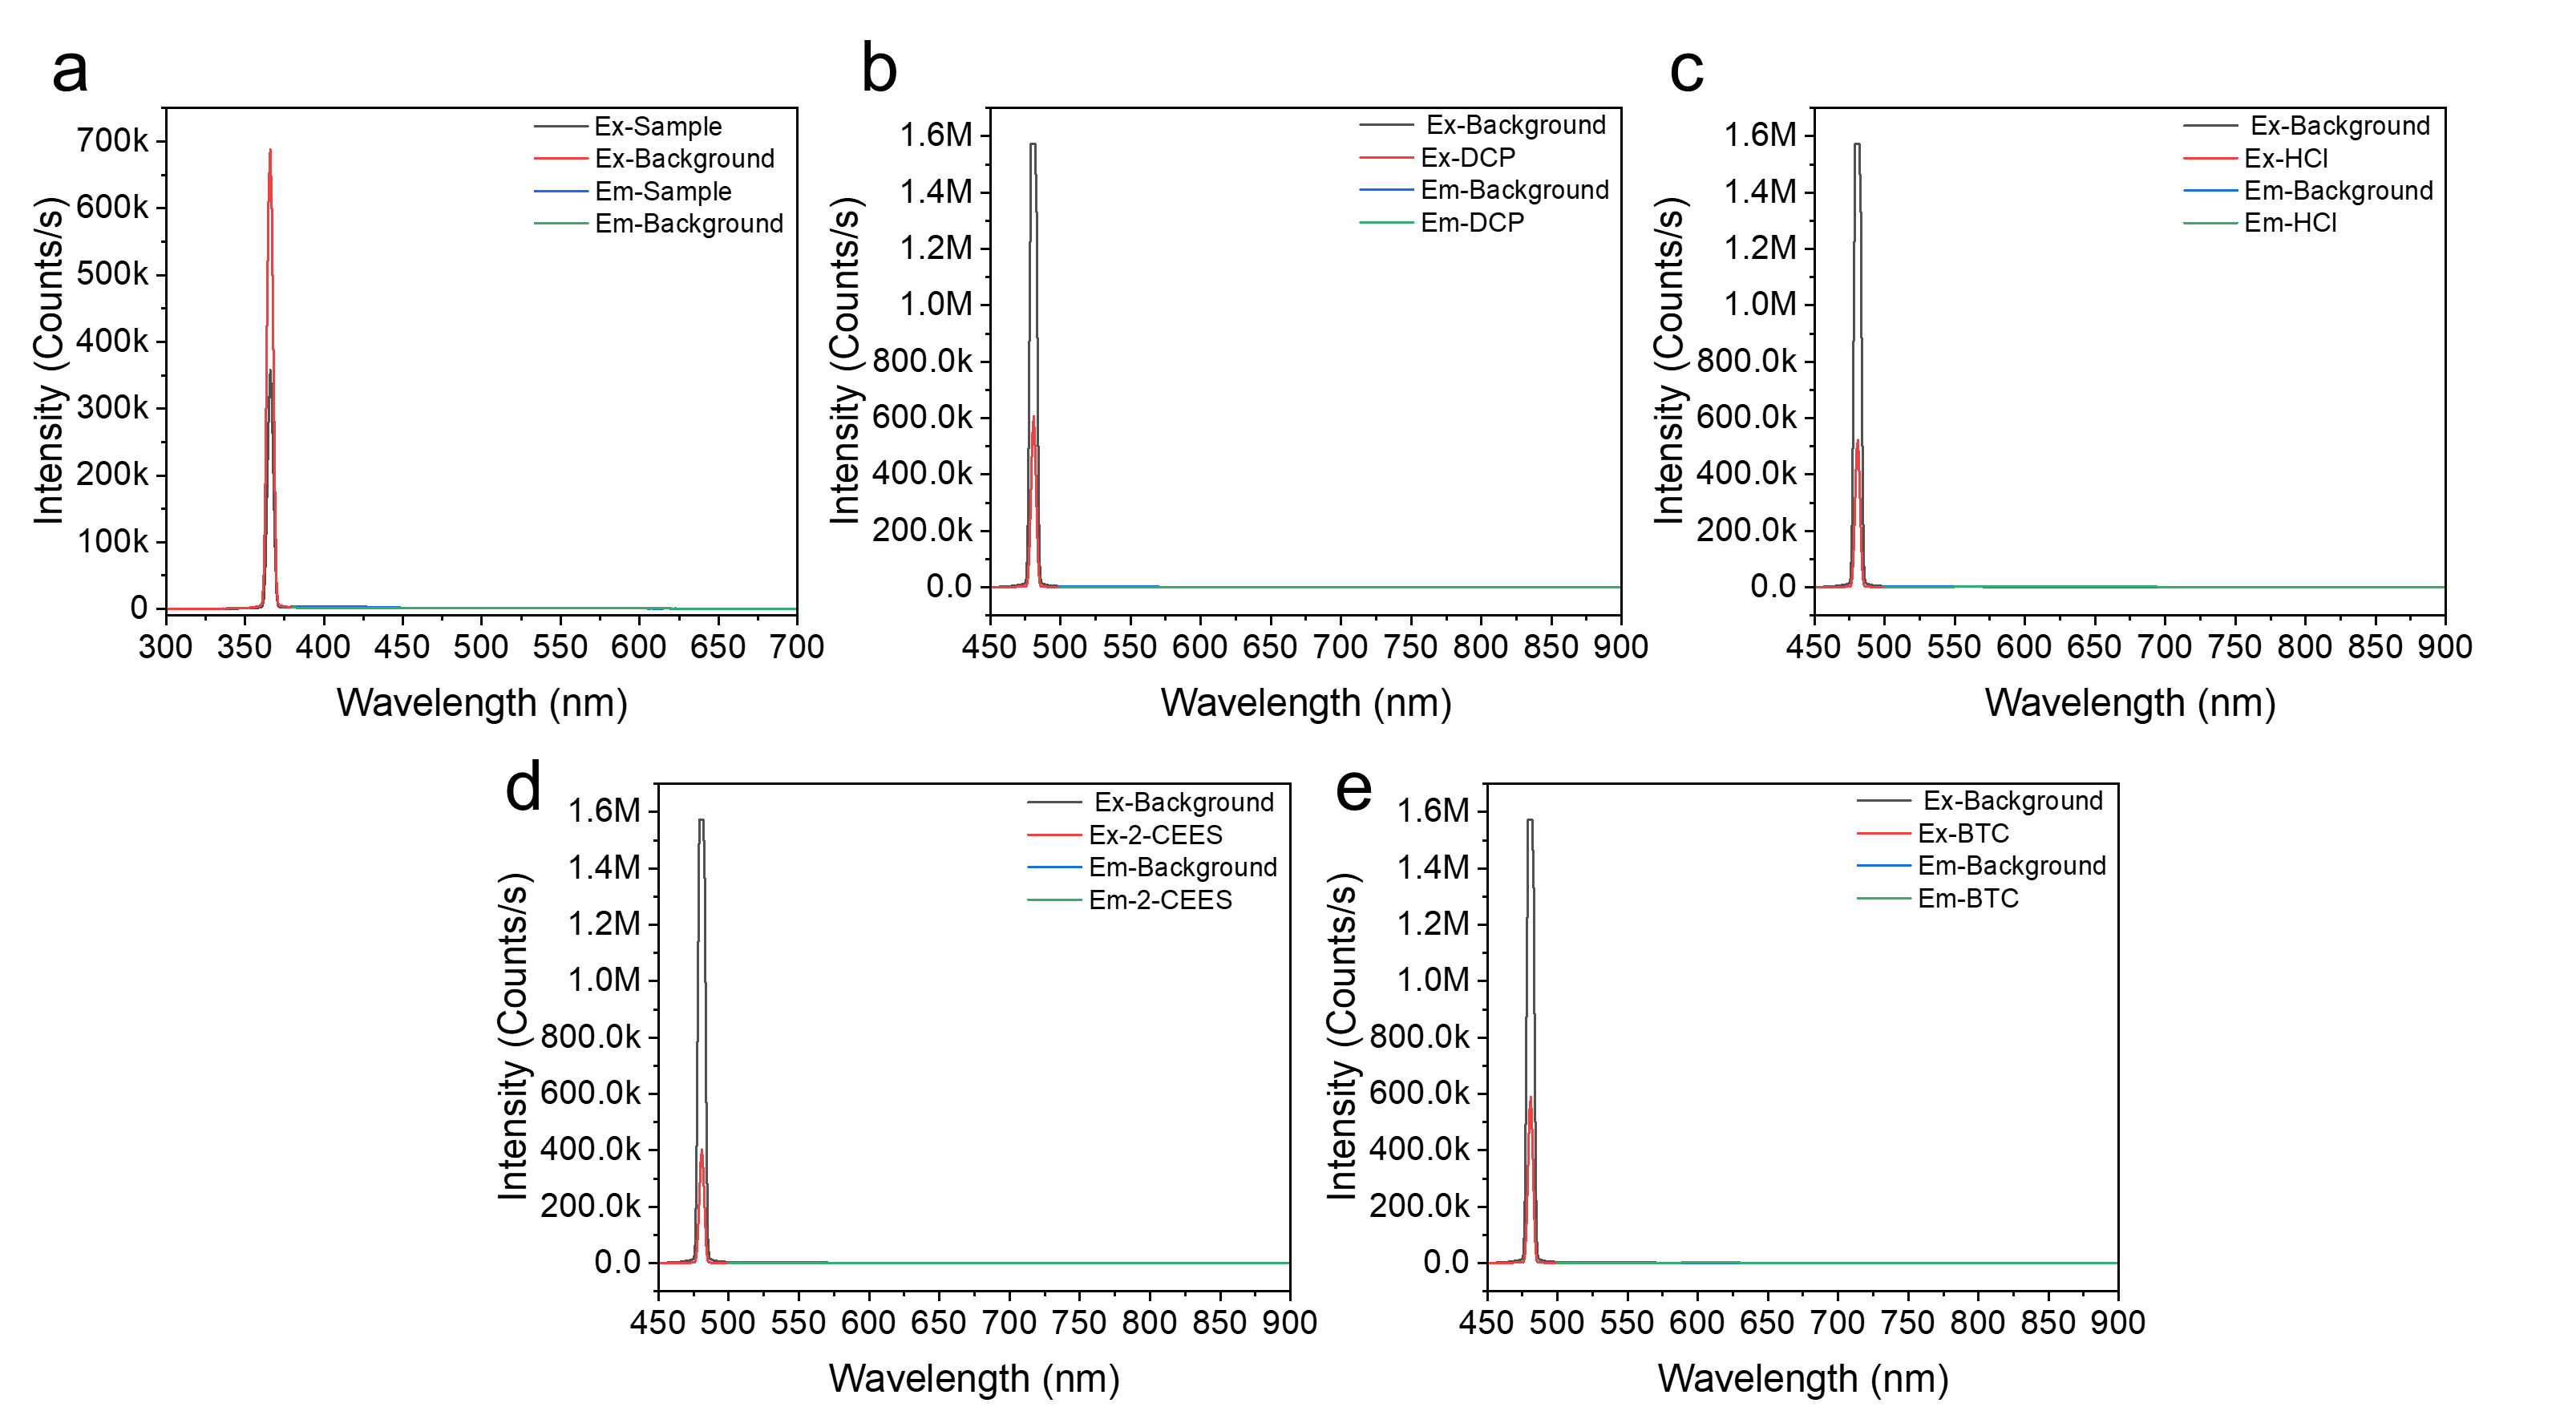 a
Ex-Sample
Ex-Background
Em-Sample
Em-Background
700k
600k
500k
400k
300k
200k
100k
0
Intensity (Counts/s)
300 350 400 450 500 550 600 650 700
Wavelength (nm)
b
Ex-Background
Ex-DCP
Em-Background
Em-DCP
1.6M
1.4M
1.2M
1.0M
800.0k
600.0k
400.0k
200.0k
0.0
Intensity (Counts/s)
450 500 550 600 650 700 750 800 850 900
Wavelength (nm)
c
Ex-Background
Ex-HCl
Em-Background
Em-HCl
1.6M
1.4M
1.2M
1.0M
800.0k
600.0k
400.0k
200.0k
0.0
Intensity (Counts/s)
450 500 550 600 650 700 750 800 850 900
Wavelength (nm)
d
Ex-Background
Ex-2-CEES
Em-Background
Em-2-CEES
1.6M
1.4M
1.2M
1.0M
800.0k
600.0k
400.0k
200.0k
0.0
Intensity (Counts/s)
450 500 550 600 650 700 750 800 850 900
Wavelength (nm)
e
Ex-Background
Ex-BTC
Em-Background
Em-BTC
1.6M
1.4M
1.2M
1.0M
800.0k
600.0k
400.0k
200.0k
0.0
Intensity (Counts/s)
450 500 550 600 650 700 750 800 850 900
Wavelength (nm)